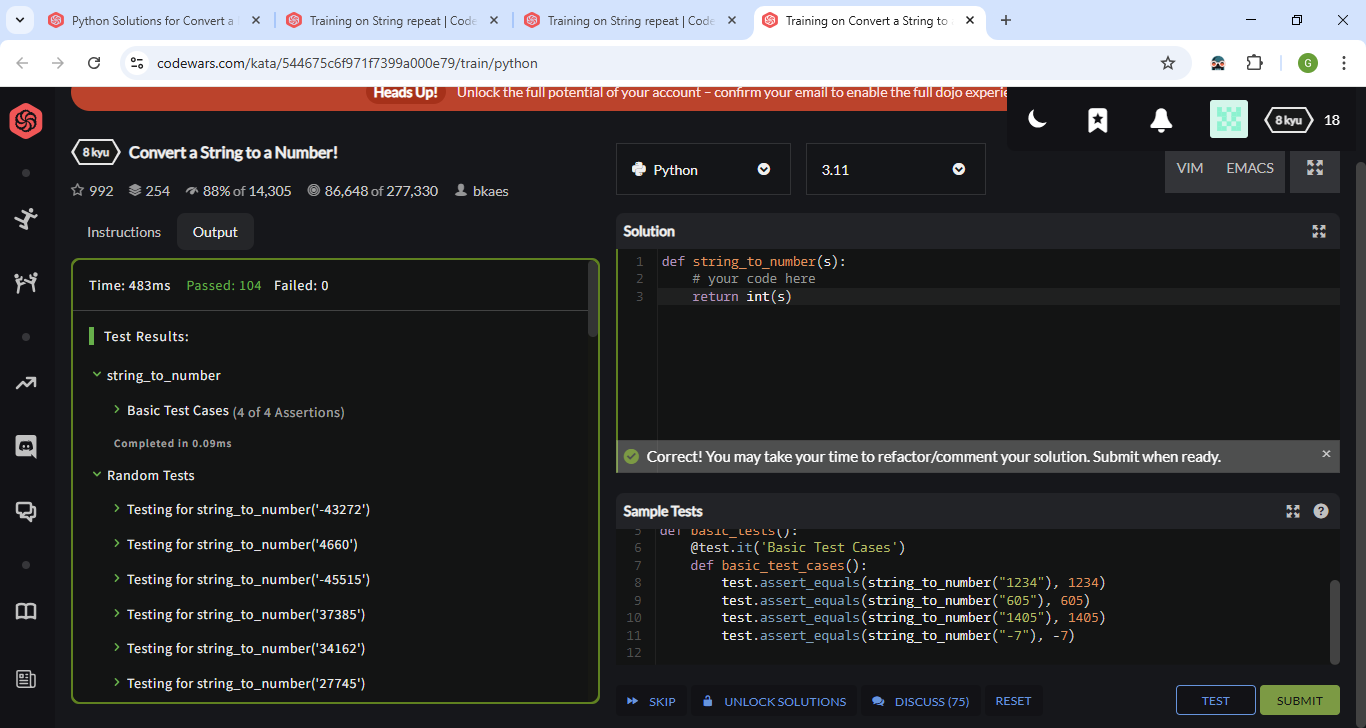 Python Solutions for Convert a
Training on String repeat | Code
Training on String repeat | Code
Training on Convert a String to
codewars.com/kata/544675c6f971f7399a000e79/train/python
G
Heads Up! Unlock the full potential of your account – confirm your email to enable the full dojo experie
8 kyu 18
8 kyu Convert a String to a Number!
992 254 88% of 14,305 86,648 of 277,330 bkaes
Python 3.11 VIM EMACS
Instructions Output
Time: 483ms Passed: 104 Failed: 0
Test Results:
string_to_number
Basic Test Cases (4 of 4 Assertions)
Completed in 0.09ms
Random Tests
Testing for string_to_number('-43272')
Testing for string_to_number('4660')
Testing for string_to_number('-45515')
Testing for string_to_number('37385')
Testing for string_to_number('34162')
Testing for string_to_number('27745')
Solution
1 def string_to_number(s):
2 # your code here
3 return int(s)
Correct! You may take your time to refactor/comment your solution. Submit when ready.
Sample Tests
5 def basic_tests():
6 @test.it('Basic Test Cases')
7 def basic_test_cases():
8 test.assert_equals(string_to_number("1234"), 1234)
9 test.assert_equals(string_to_number("605"), 605)
10 test.assert_equals(string_to_number("1405"), 1405)
11 test.assert_equals(string_to_number("-7"), -7)
12
SKIP UNLOCK SOLUTIONS DISCUSS (75) RESET TEST SUBMIT